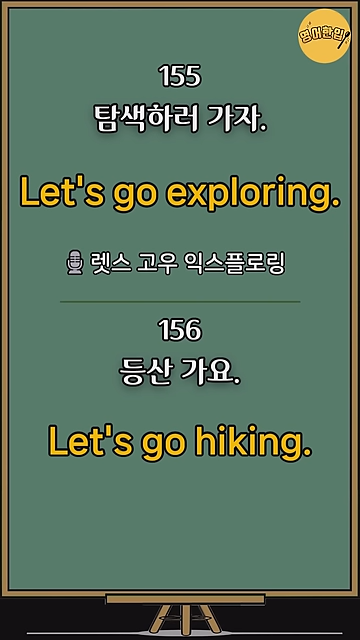 영어한입
155
탐색하러 가자.
Let's go exploring.
렛스 고우 익스플로링
156
등산 가요.
Let's go hiking.